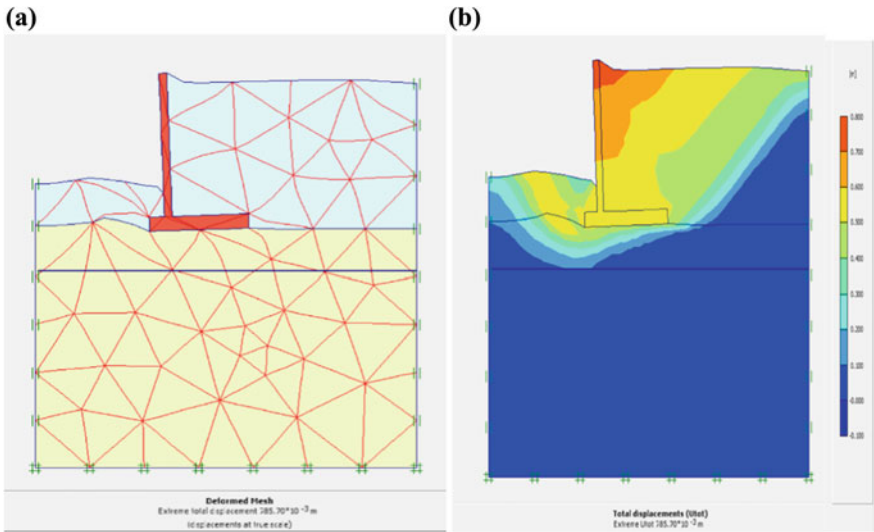 (a)
(b)
Deformed Mesh
Extreme total displacement 785.70*10⁻³ m
(displacements at true scale)
Total displacements (Utot)
Extreme Utot 785.70*10⁻³ m
0.800
0.700
0.600
0.500
0.400
0.300
0.200
0.100
-0.000
-0.100